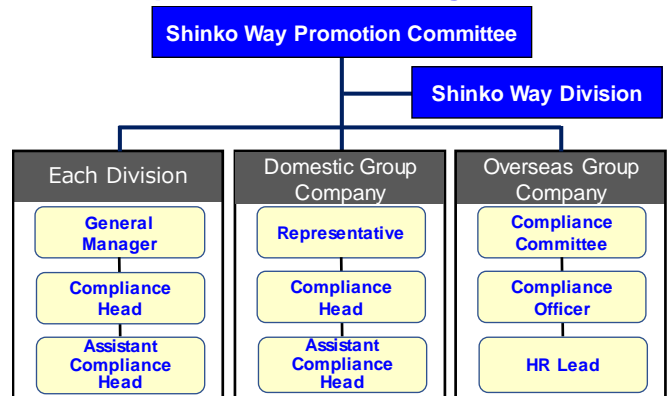 Shinko Way Promotion Committee
Shinko Way Division
Each Division
General
Manager
Compliance
Head
Assistant
Compliance
Head
Domestic Group
Company
Representative
Compliance
Head
Assistant
Compliance
Head
Overseas Group
Company
Compliance
Committee
Compliance
Officer
HR Lead